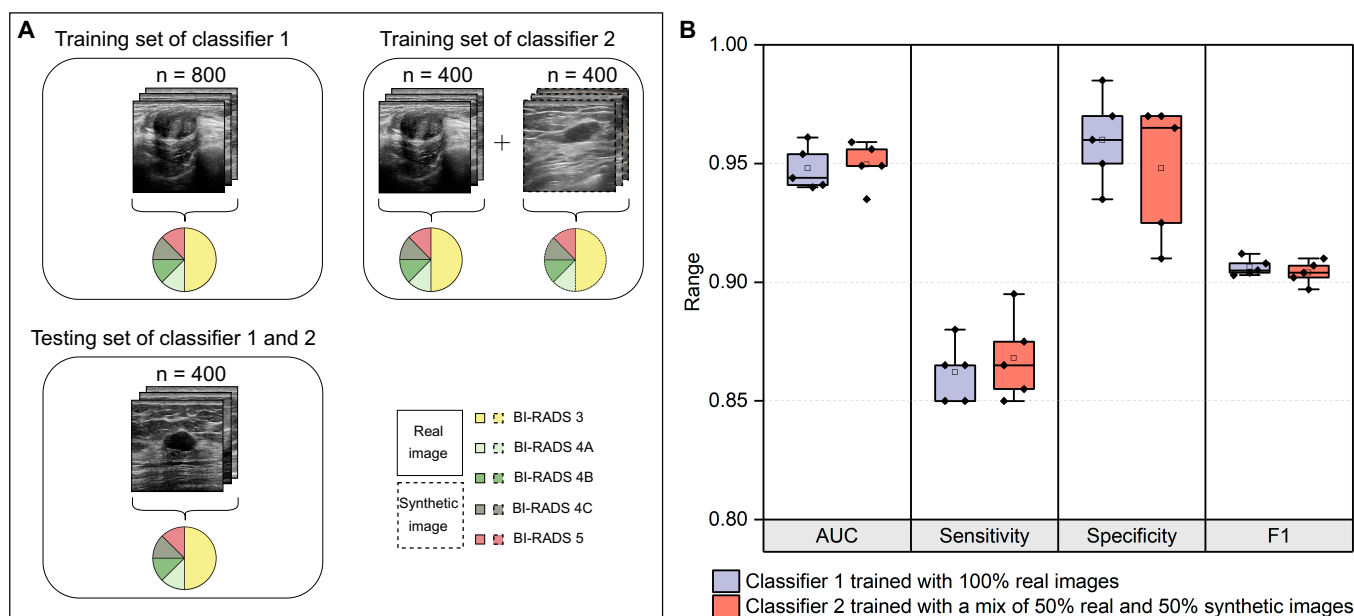 A
Training set of classifier 1
n = 800
Training set of classifier 2
n = 400
+
n = 400
Testing set of classifier 1 and 2
n = 400
Real
image
Synthetic
image
BI-RADS 3
BI-RADS 4A
BI-RADS 4B
BI-RADS 4C
BI-RADS 5
B
Range
1.00
0.95
0.90
0.85
0.80
AUC
Sensitivity
Specificity
F1
Classifier 1 trained with 100% real images
Classifier 2 trained with a mix of 50% real and 50% synthetic images